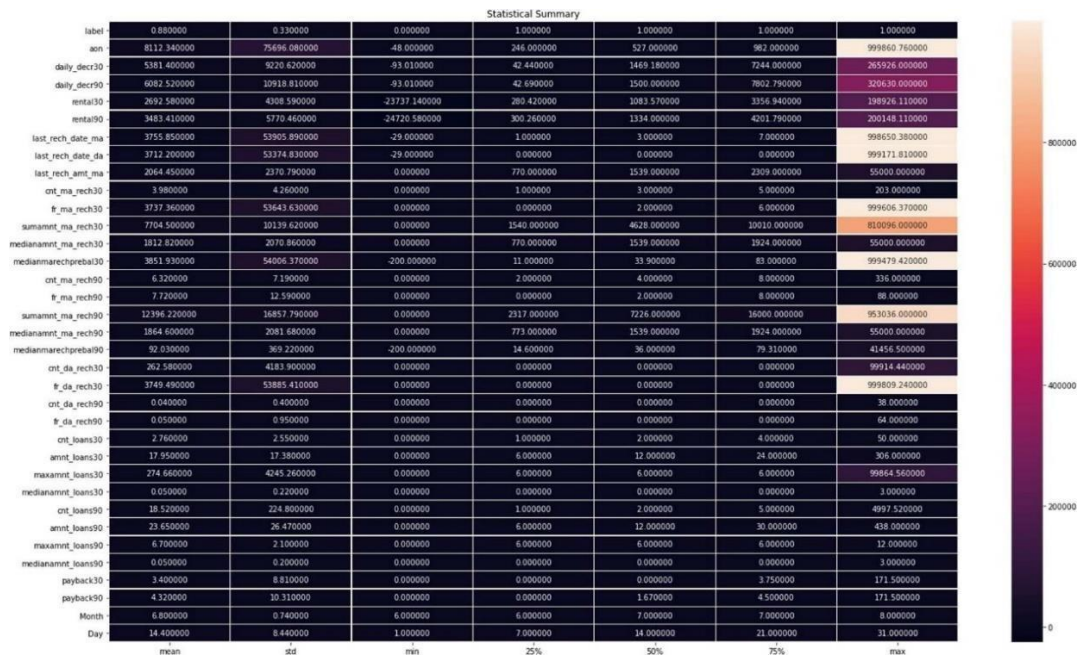 Statistical Summary
label 0.880000 0.330000 0.000000 1.000000 1.000000 1.000000 1.000000
aon 8112.340000 75696.080000 -48.000000 246.000000 527.000000 982.000000 999860.760000
daily_decr30 5381.400000 9220.620000 -93.010000 42.440000 1469.180000 7244.000000 265926.000000
daily_decr90 6082.520000 10918.810000 -93.010000 42.690000 1500.000000 7802.790000 320630.000000
rental30 2692.580000 4308.590000 -23737.140000 280.420000 1083.570000 3356.940000 198926.110000
rental90 3483.410000 5770.460000 -24720.580000 300.260000 1334.000000 4201.790000 200148.110000
last_rech_date_ma 3755.850000 53905.890000 -29.000000 1.000000 3.000000 7.000000 998650.380000
last_rech_date_da 3712.200000 53374.830000 -29.000000 0.000000 0.000000 0.000000 999171.810000
last_rech_amt_ma 2064.450000 2370.790000 0.000000 770.000000 1539.000000 2309.000000 55000.000000
cnt_ma_rech30 3.980000 4.260000 0.000000 1.000000 3.000000 5.000000 203.000000
fr_ma_rech30 3737.360000 53643.630000 0.000000 0.000000 2.000000 6.000000 999606.370000
sumamnt_ma_rech30 7704.500000 10139.620000 0.000000 1540.000000 4628.000000 10010.000000 810096.000000
medianamnt_ma_rech30 1812.820000 2070.860000 0.000000 770.000000 1539.000000 1924.000000 55000.000000
medianmarechprebal30 3851.930000 54006.370000 -200.000000 11.000000 33.900000 83.000000 999479.420000
cnt_ma_rech90 6.320000 7.190000 0.000000 2.000000 4.000000 8.000000 336.000000
fr_ma_rech90 7.720000 12.590000 0.000000 0.000000 2.000000 8.000000 88.000000
sumamnt_ma_rech90 12396.220000 16857.790000 0.000000 2317.000000 7226.000000 16000.000000 953036.000000
medianamnt_ma_rech90 1864.600000 2081.680000 0.000000 773.000000 1539.000000 1924.000000 55000.000000
medianmarechprebal90 92.030000 369.220000 -200.000000 14.600000 36.000000 79.310000 41456.500000
cnt_da_rech30 262.580000 4183.900000 0.000000 0.000000 0.000000 0.000000 99914.440000
fr_da_rech30 3749.490000 53885.410000 0.000000 0.000000 0.000000 0.000000 999809.240000
cnt_da_rech90 0.040000 0.400000 0.000000 0.000000 0.000000 0.000000 38.000000
fr_da_rech90 0.050000 0.950000 0.000000 0.000000 0.000000 0.000000 64.000000
cnt_loans30 2.760000 2.550000 0.000000 1.000000 2.000000 4.000000 50.000000
amnt_loans30 17.950000 17.380000 0.000000 6.000000 12.000000 24.000000 306.000000
maxamnt_loans30 274.660000 4245.260000 0.000000 6.000000 6.000000 6.000000 99864.560000
medianamnt_loans30 0.050000 0.220000 0.000000 0.000000 0.000000 0.000000 3.000000
cnt_loans90 18.520000 224.800000 0.000000 1.000000 2.000000 5.000000 4997.520000
amnt_loans90 23.650000 26.470000 0.000000 6.000000 12.000000 30.000000 438.000000
maxamnt_loans90 6.700000 2.100000 0.000000 6.000000 6.000000 6.000000 12.000000
medianamnt_loans90 0.050000 0.200000 0.000000 0.000000 0.000000 0.000000 3.000000
payback30 3.400000 8.810000 0.000000 0.000000 0.000000 3.750000 171.500000
payback90 4.320000 10.310000 0.000000 0.000000 1.670000 4.500000 171.500000
Month 6.800000 0.740000 6.000000 6.000000 7.000000 7.000000 8.000000
Day 14.400000 8.440000 1.000000 7.000000 14.000000 21.000000 31.000000
mean std min 25% 50% 75% max
800000
600000
400000
200000
0